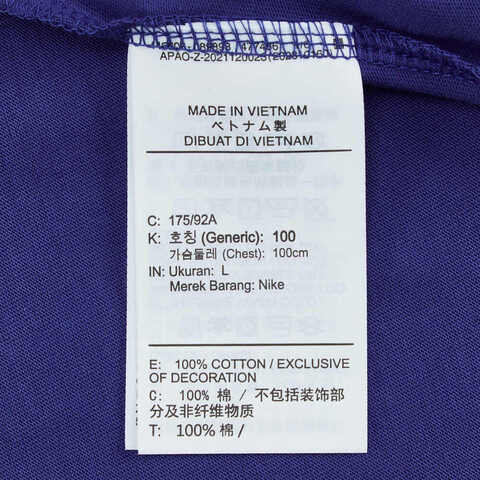 APAO-Z-2021120023
MADE IN VIETNAM
ベトナム製
DIBUAT DI VIETNAM
C: 175/92A
K: 호칭 (Generic): 100
가슴둘레 (Chest): 100cm
IN: Ukuran: L
Merek Barang: Nike
E: 100% COTTON / EXCLUSIVE
OF DECORATION
C: 100% 棉 / 不包括装饰部
分及非纤维物质
T: 100% 棉 /